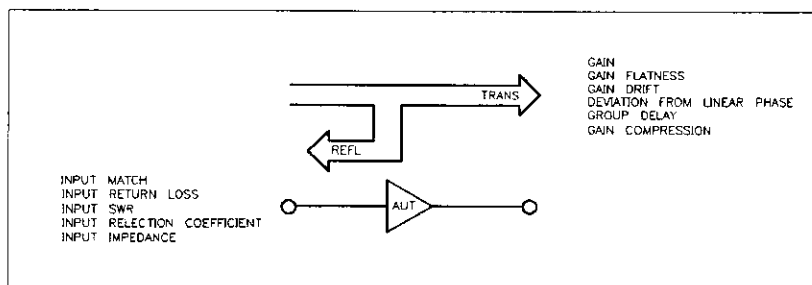 GAIN
GAIN FLATNESS
GAIN DRIFT
DEVIATION FROM LINEAR PHASE
GROUP DELAY
GAIN COMPRESSION
TRANS
REFL
INPUT MATCH
INPUT RETURN LOSS
INPUT SWR
INPUT RELECTION COEFFICIENT
INPUT IMPEDANCE
AUT